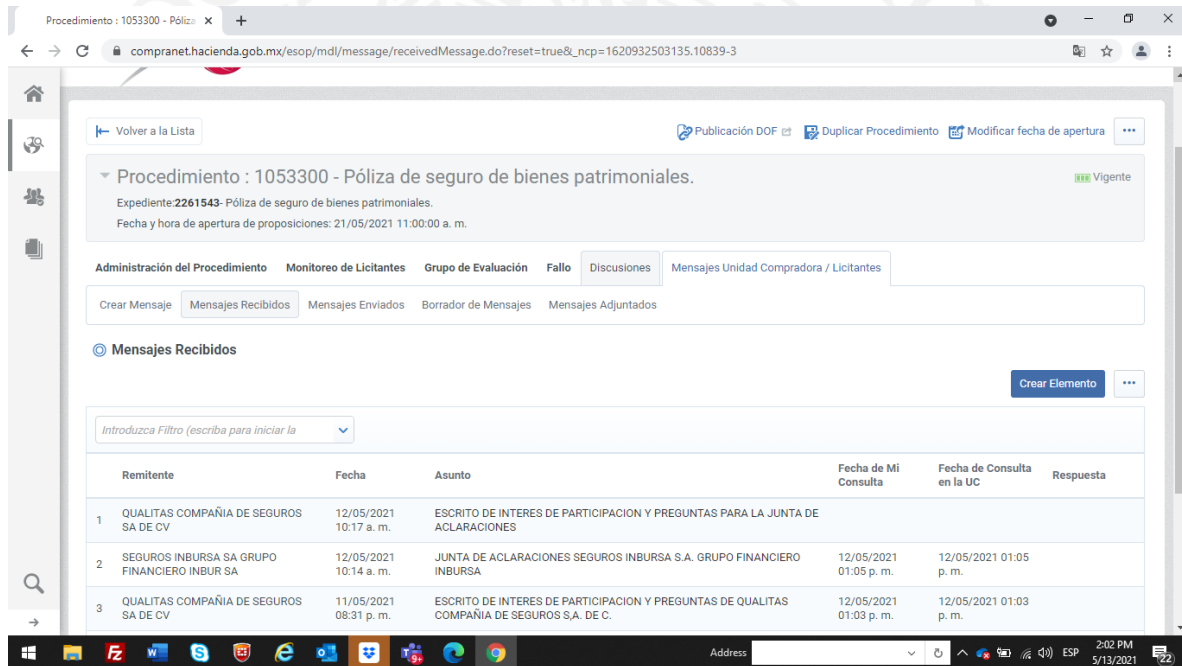 Procedimiento : 1053300 - Póliza
compranet.hacienda.gob.mx/esop/mdl/message/receivedMessage.do?reset=true&_ncp=1620932503135.10839-3
Volver a la Lista
Publicación DOF Duplicar Procedimiento Modificar fecha de apertura ...
Procedimiento : 1053300 - Póliza de seguro de bienes patrimoniales.
Vigente
Expediente:2261543- Póliza de seguro de bienes patrimoniales.
Fecha y hora de apertura de proposiciones: 21/05/2021 11:00:00 a. m.
Administración del Procedimiento Monitoreo de Licitantes Grupo de Evaluación Fallo Discusiones Mensajes Unidad Compradora / Licitantes
Crear Mensaje Mensajes Recibidos Mensajes Enviados Borrador de Mensajes Mensajes Adjuntados
Mensajes Recibidos
Crear Elemento ...
Introduzca Filtro (escriba para iniciar la
Remitente Fecha Asunto Fecha de Mi Consulta Fecha de Consulta en la UC Respuesta
1 QUALITAS COMPAÑIA DE SEGUROS 12/05/2021 ESCRITO DE INTERES DE PARTICIPACION Y PREGUNTAS PARA LA JUNTA DE
SA DE CV 10:17 a. m. ACLARACIONES
2 SEGUROS INBURSA SA GRUPO 12/05/2021 JUNTA DE ACLARACIONES SEGUROS INBURSA S.A. GRUPO FINANCIERO 12/05/2021 12/05/2021 01:05
FINANCIERO INBUR SA 10:14 a. m. INBURSA 01:05 p. m. p. m.
3 QUALITAS COMPAÑIA DE SEGUROS 11/05/2021 ESCRITO DE INTERES DE PARTICIPACION Y PREGUNTAS DE QUALITAS 12/05/2021 12/05/2021 01:03
SA DE CV 08:31 p. m. COMPAÑIA DE SEGUROS S,A. DE C. 01:03 p. m. p. m.
Address
ESP
2:02 PM
5/13/2021
22